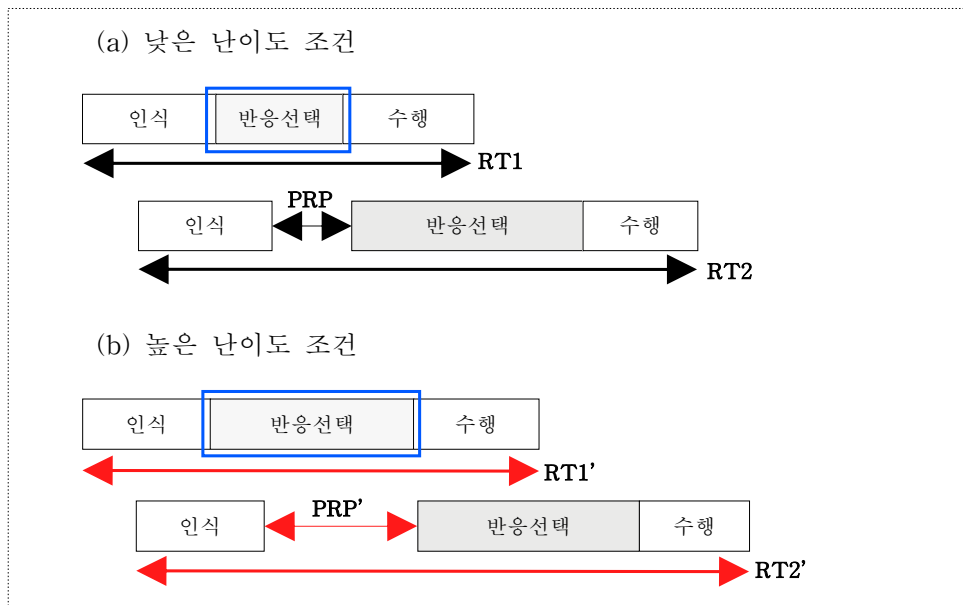 (a) 낮은 난이도 조건
인식 반응선택 수행
RT1
PRP
인식 반응선택 수행
RT2
(b) 높은 난이도 조건
인식 반응선택 수행
RT1'
PRP'
인식 반응선택 수행
RT2'